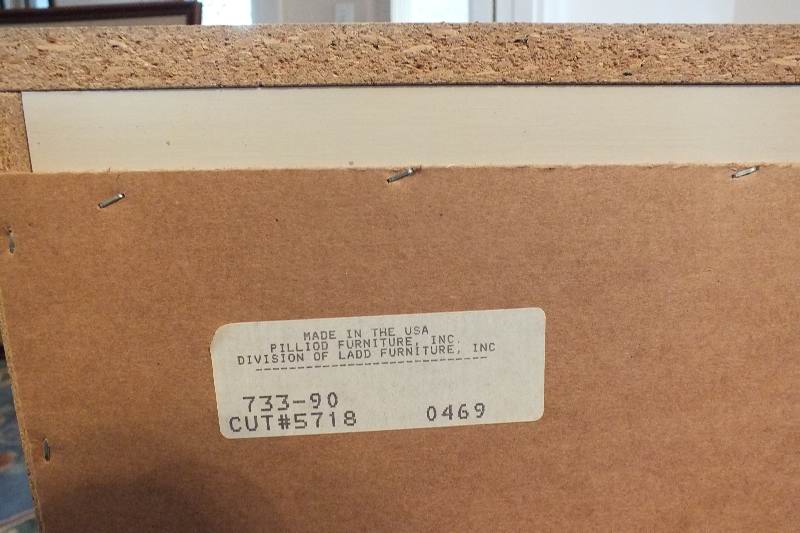 MADE IN THE USA
PILLIOD FURNITURE, INC.
DIVISION OF LADD FURNITURE, INC
733-90
CUT#5718 0469